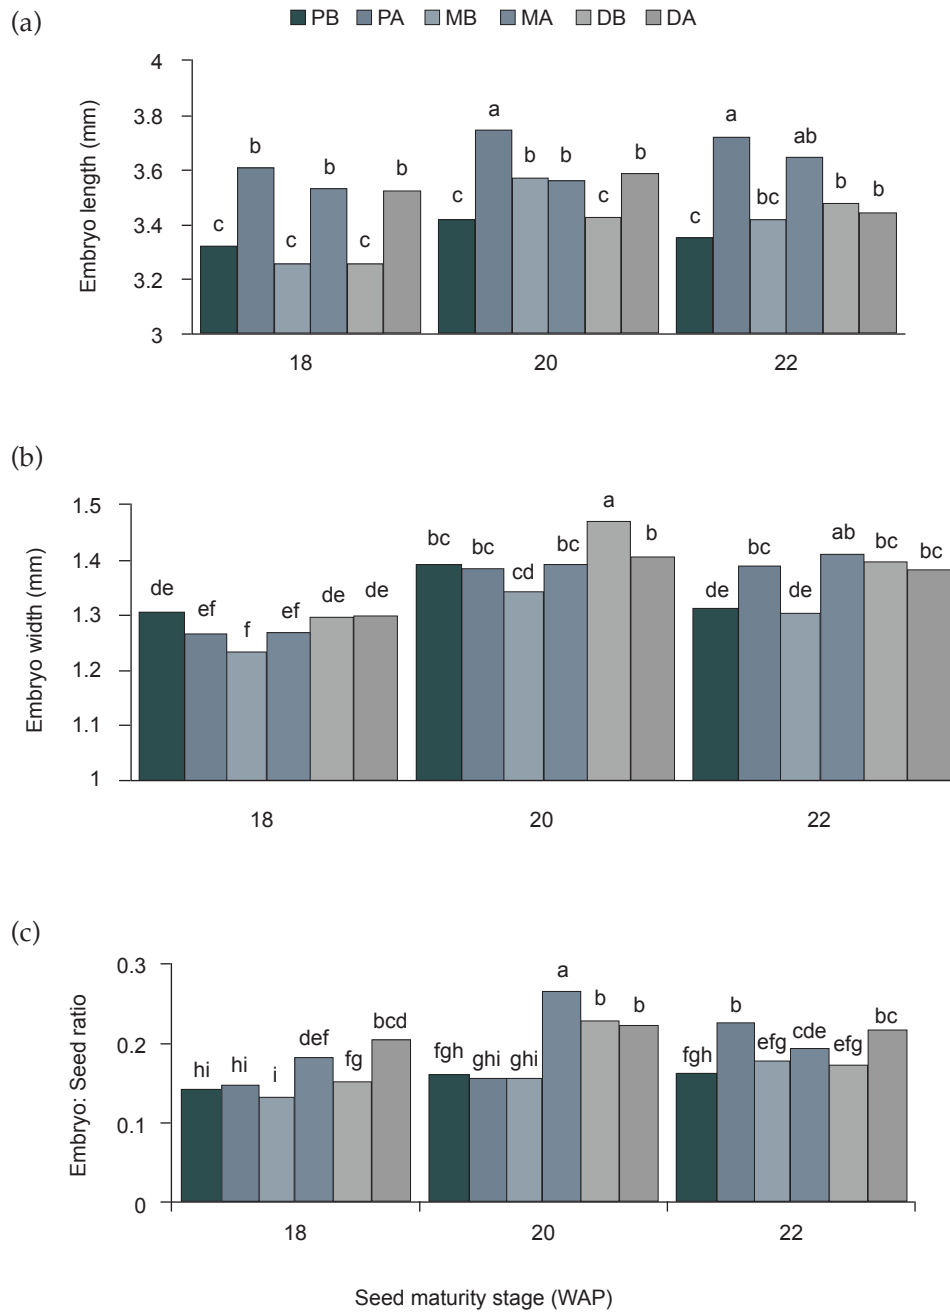 (a)
PB PA MB MA DB DA
4
3.8
3.6
3.4
3.2
3
Embryo length (mm)
c b c b c b
c a b b c b
c a bc ab b b
18 20 22
(b)
1.5
1.4
1.3
1.2
1.1
1
Embryo width (mm)
de ef f ef de de
bc bc cd bc a b
de bc de ab bc bc
18 20 22
(c)
0.3
0.2
0.1
0
Embryo: Seed ratio
hi hi i def fg bcd
fgh ghi ghi a b b
fgh b efg cde efg bc
18 20 22
Seed maturity stage (WAP)